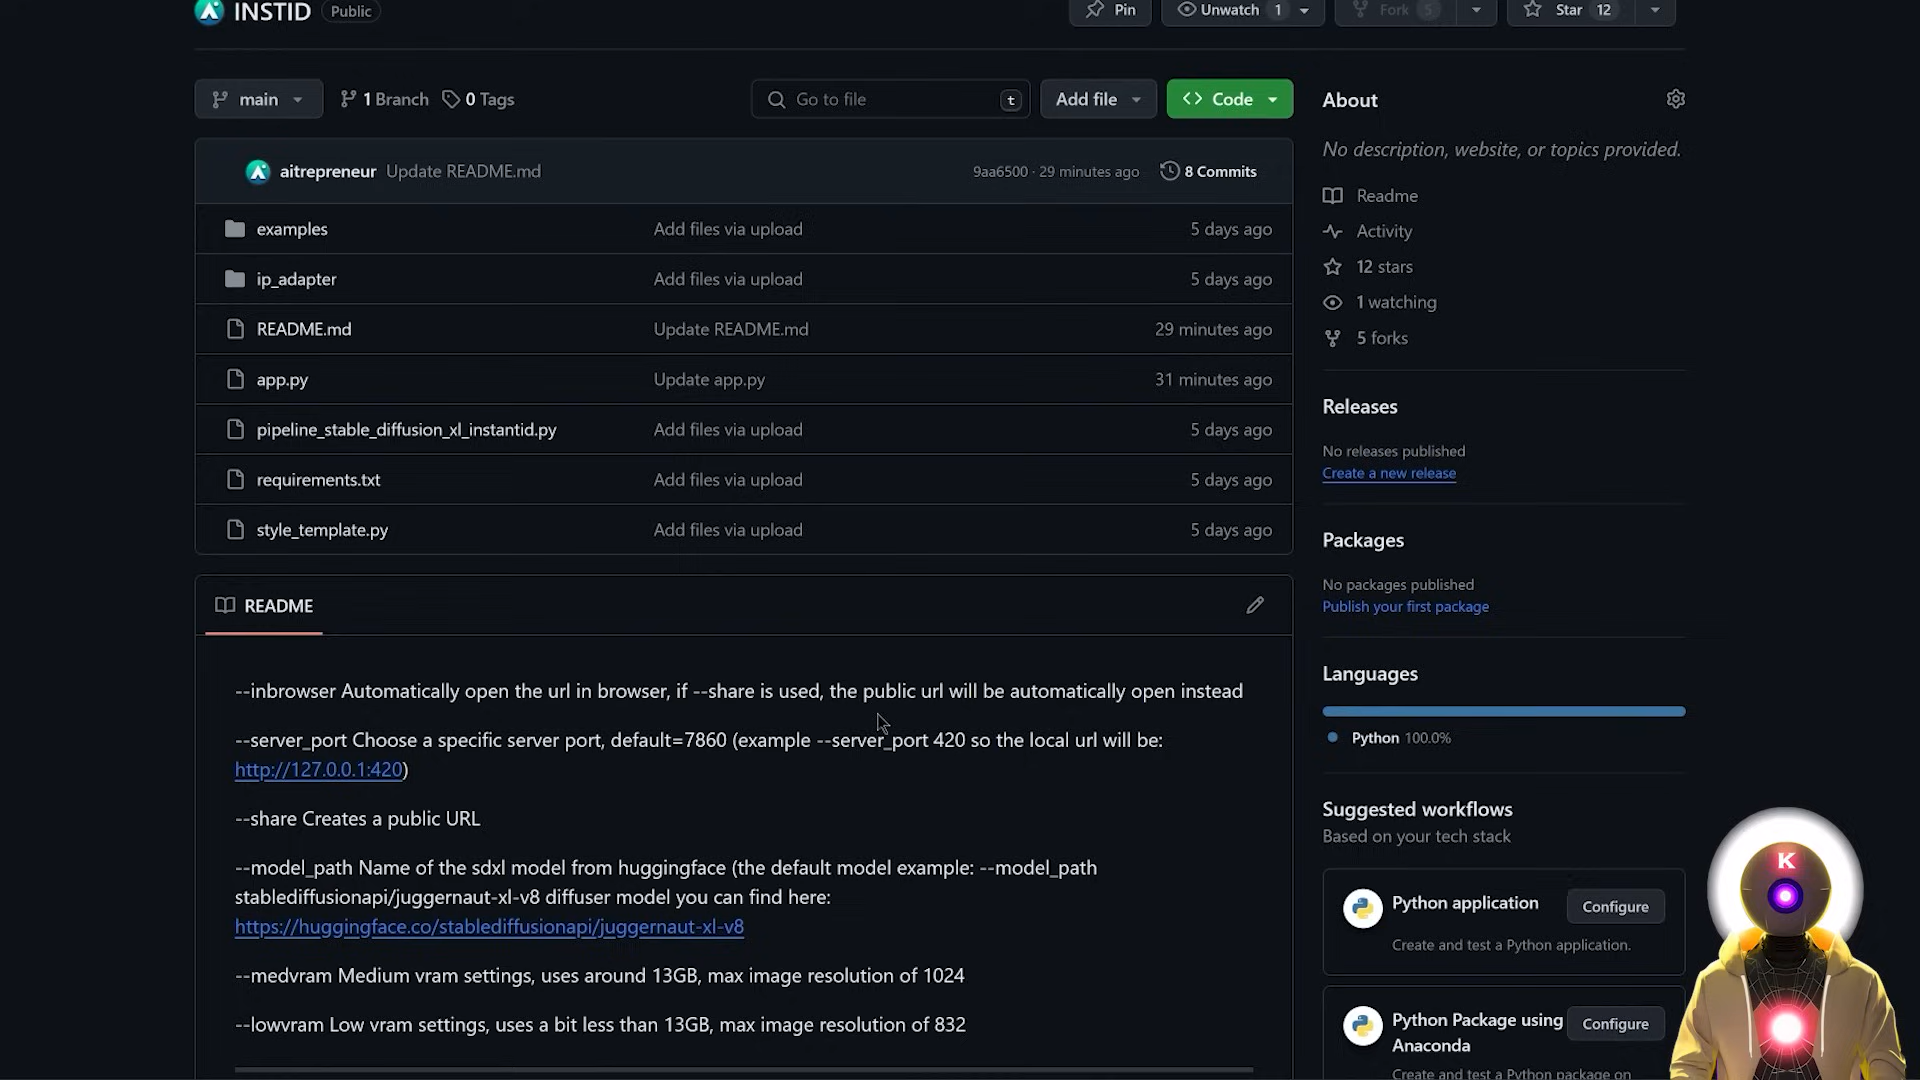 INSTID Public
Pin
Unwatch 1
Fork 5
Star 12
main
1 Branch
0 Tags
Go to file t
Add file
<> Code
aitrepreneur Update README.md
9aa6500 · 29 minutes ago
8 Commits
examples Add files via upload 5 days ago
ip_adapter Add files via upload 5 days ago
README.md Update README.md 29 minutes ago
app.py Update app.py 31 minutes ago
pipeline_stable_diffusion_xl_instantid.py Add files via upload 5 days ago
requirements.txt Add files via upload 5 days ago
style_template.py Add files via upload 5 days ago
README
--inbrowser Automatically open the url in browser, if --share is used, the public url will be automatically open instead
--server_port Choose a specific server port, default=7860 (example --server_port 420 so the local url will be:
http://127.0.0.1:420)
--share Creates a public URL
--model_path Name of the sdxl model from huggingface (the default model example: --model_path
stablediffusionapi/juggernaut-xl-v8 diffuser model you can find here:
https://huggingface.co/stablediffusionapi/juggernaut-xl-v8
--medvram Medium vram settings, uses around 13GB, max image resolution of 1024
--lowvram Low vram settings, uses a bit less than 13GB, max image resolution of 832
About
No description, website, or topics provided.
Readme
Activity
12 stars
1 watching
5 forks
Releases
No releases published
Create a new release
Packages
No packages published
Publish your first package
Languages
Python 100.0%
Suggested workflows
Based on your tech stack
Python application
Configure
Create and test a Python application.
Python Package using
Anaconda
Configure
Create and test a Python package on
K